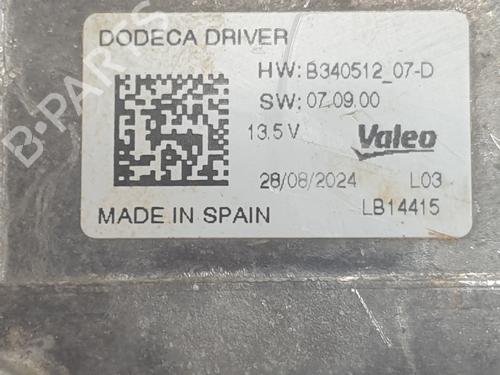 DODECA DRIVER
HW: B340512_07-D
SW: 07.09.00
13.5 V Valeo
28/08/2024 L03
MADE IN SPAIN LB14415
B-PARTS